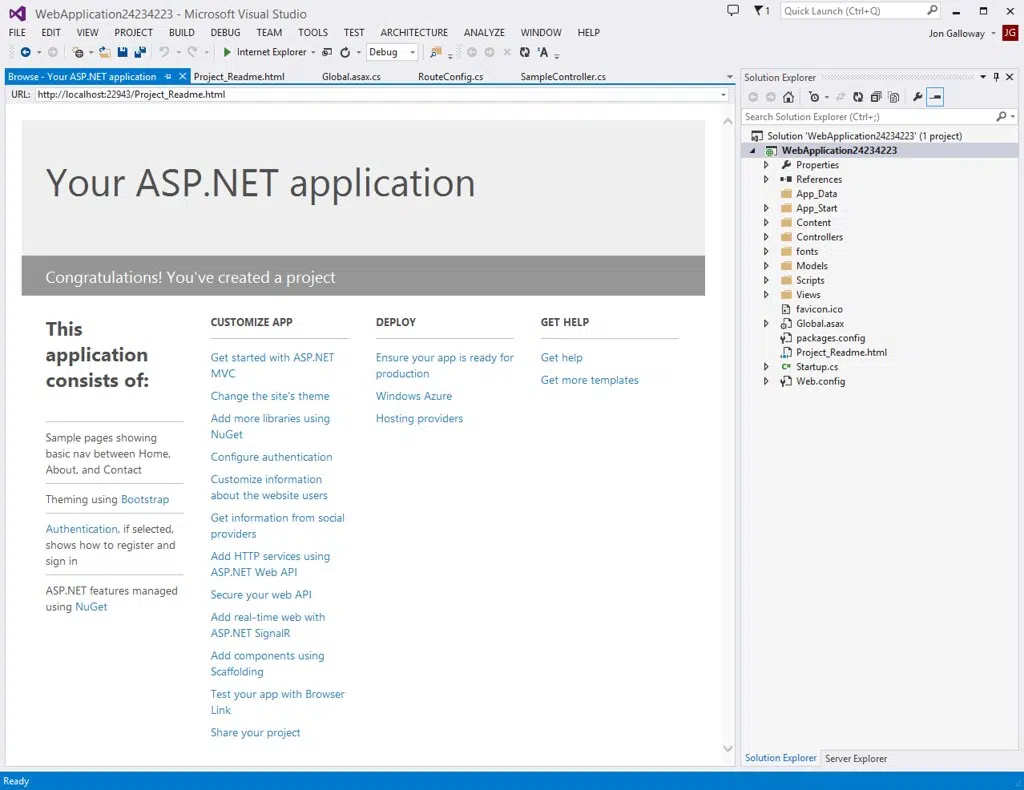 WebApplication24234223 - Microsoft Visual Studio
1
Quick Launch (Ctrl+Q)
FILE EDIT VIEW PROJECT BUILD DEBUG TEAM TOOLS TEST ARCHITECTURE ANALYZE WINDOW HELP
Jon Galloway JG
Internet Explorer Debug
Browse - Your ASP.NET application Project_Readme.html Global.asax.cs RouteConfig.cs SampleController.cs
URL: http://localhost:22943/Project_Readme.html
Your ASP.NET application
Congratulations! You've created a project
This
application
consists of:
Sample pages showing
basic nav between Home,
About, and Contact
Theming using Bootstrap
Authentication, if selected,
shows how to register and
sign in
ASP.NET features managed
using NuGet
CUSTOMIZE APP
Get started with ASP.NET
MVC
Change the site's theme
Add more libraries using
NuGet
Configure authentication
Customize information
about the website users
Get information from social
providers
Add HTTP services using
ASP.NET Web API
Secure your web API
Add real-time web with
ASP.NET SignalR
Add components using
Scaffolding
Test your app with Browser
Link
Share your project
DEPLOY
Ensure your app is ready for
production
Windows Azure
Hosting providers
GET HELP
Get help
Get more templates
Solution Explorer
Search Solution Explorer (Ctrl+;)
Solution 'WebApplication24234223' (1 project)
WebApplication24234223
Properties
References
App_Data
App_Start
Content
Controllers
fonts
Models
Scripts
Views
favicon.ico
Global.asax
packages.config
Project_Readme.html
C# Startup.cs
Web.config
Solution Explorer Server Explorer
Ready